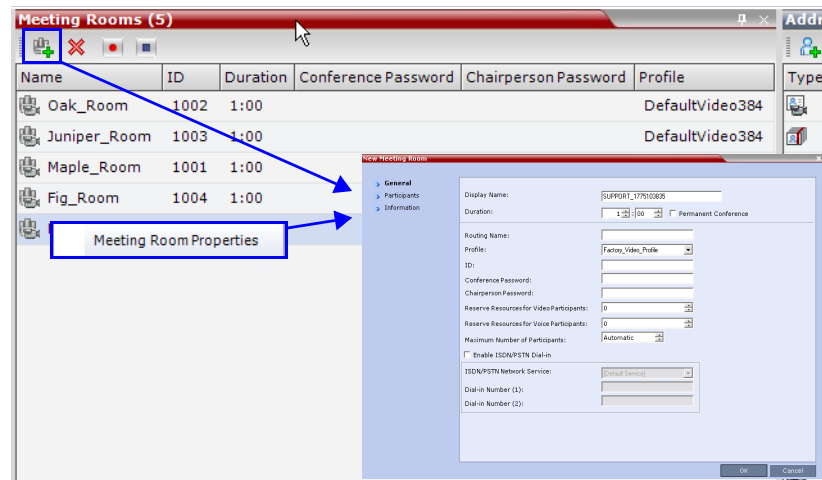 Meeting Rooms (5)
Addr
Name ID Duration Conference Password Chairperson Password Profile
Type
Oak_Room 1002 1:00 DefaultVideo384
Juniper_Room 1003 1:00 DefaultVideo384
Maple_Room 1001 1:00
Fig_Room 1004 1:00
Meeting Room Properties
New Meeting Room
General
Participants
Information
Display Name: SUPPORT_1775103835
Duration: 1 : 00 Permanent Conference
Routing Name:
Profile: Factory_Video_Profile
ID:
Conference Password:
Chairperson Password:
Reserve Resources for Video Participants: 0
Reserve Resources for Voice Participants: 0
Maximum Number of Participants: Automatic
Enable ISDN/PSTN Dial-in
ISDN/PSTN Network Service: [Default Service]
Dial-in Number (1):
Dial-in Number (2):
OK Cancel